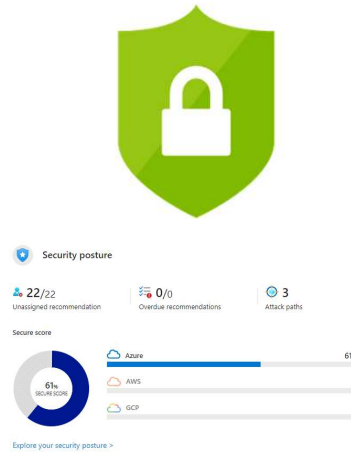 Security posture
22/22
0/0
3
Unassigned recommendation
Overdue recommendations
Attack paths
Secure score
Azure
61
61%
SECURE SCORE
AWS
GCP
Explore your security posture >